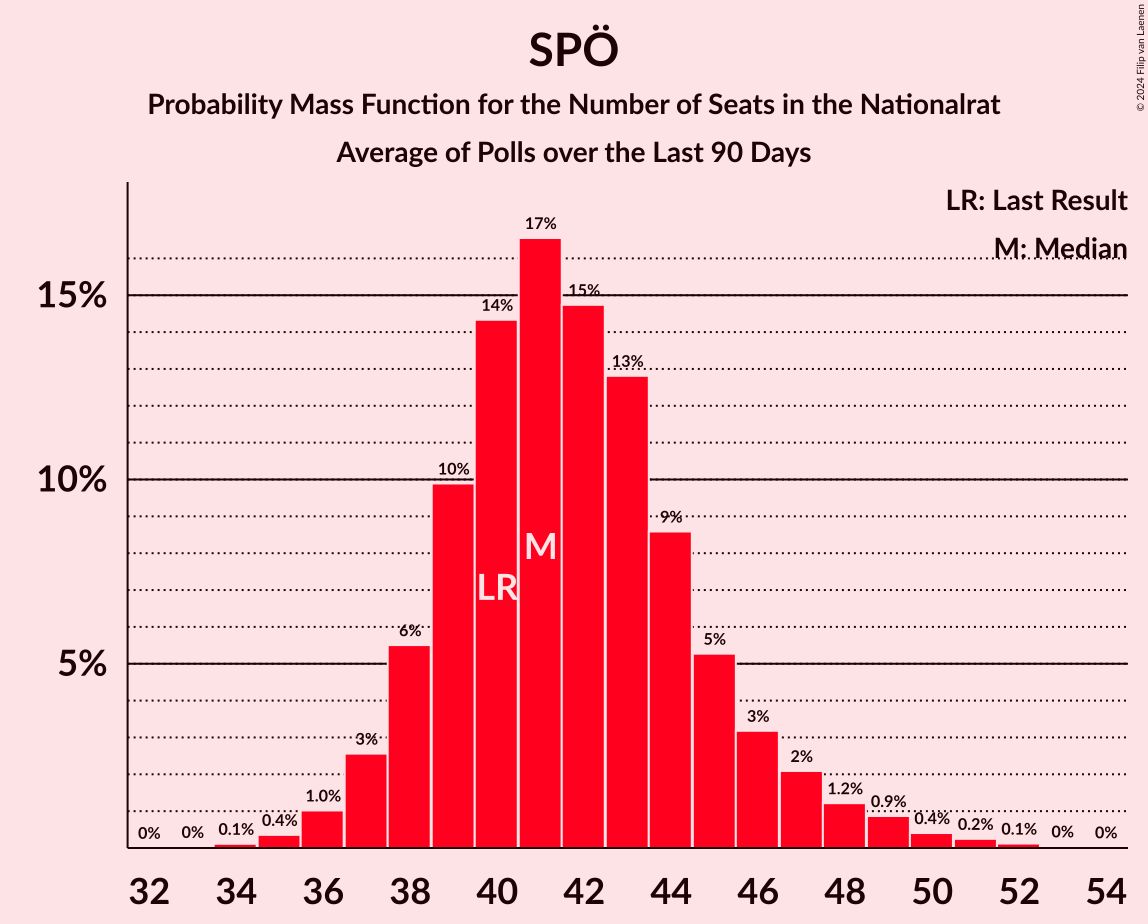 SPÖ
Probability Mass Function for the Number of Seats in the Nationalrat
Average of Polls over the Last 90 Days
© 2024 Filip van Laenen
LR: Last Result
M: Median
15%
10%
5%
0%
0%
0.1%
0.4%
1.0%
3%
6%
10%
14%
17%
15%
13%
9%
5%
3%
2%
1.2%
0.9%
0.4%
0.2%
0.1%
0%
0%
LR
M
32 34 36 38 40 42 44 46 48 50 52 54